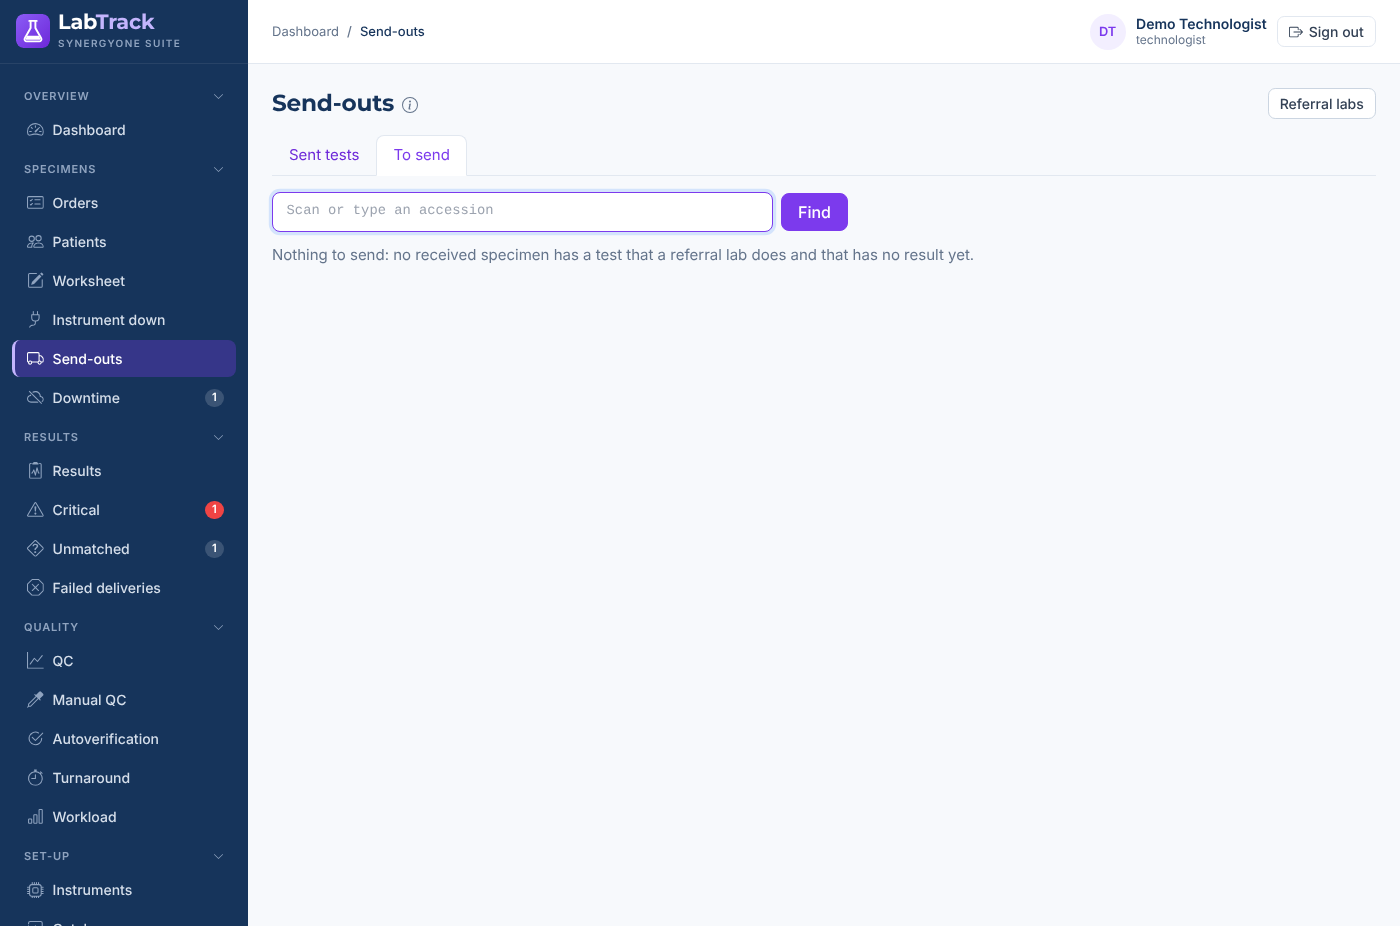 LabTrack
SYNERGYONE SUITE
OVERVIEW
Dashboard
SPECIMENS
Orders
Patients
Worksheet
Instrument down
Send-outs
Downtime 1
RESULTS
Results
Critical 1
Unmatched 1
Failed deliveries
QUALITY
QC
Manual QC
Autoverification
Turnaround
Workload
SET-UP
Instruments
Dashboard / Send-outs
DT
Demo Technologist
technologist
Sign out
Send-outs
Referral labs
Sent tests
To send
Scan or type an accession
Find
Nothing to send: no received specimen has a test that a referral lab does and that has no result yet.